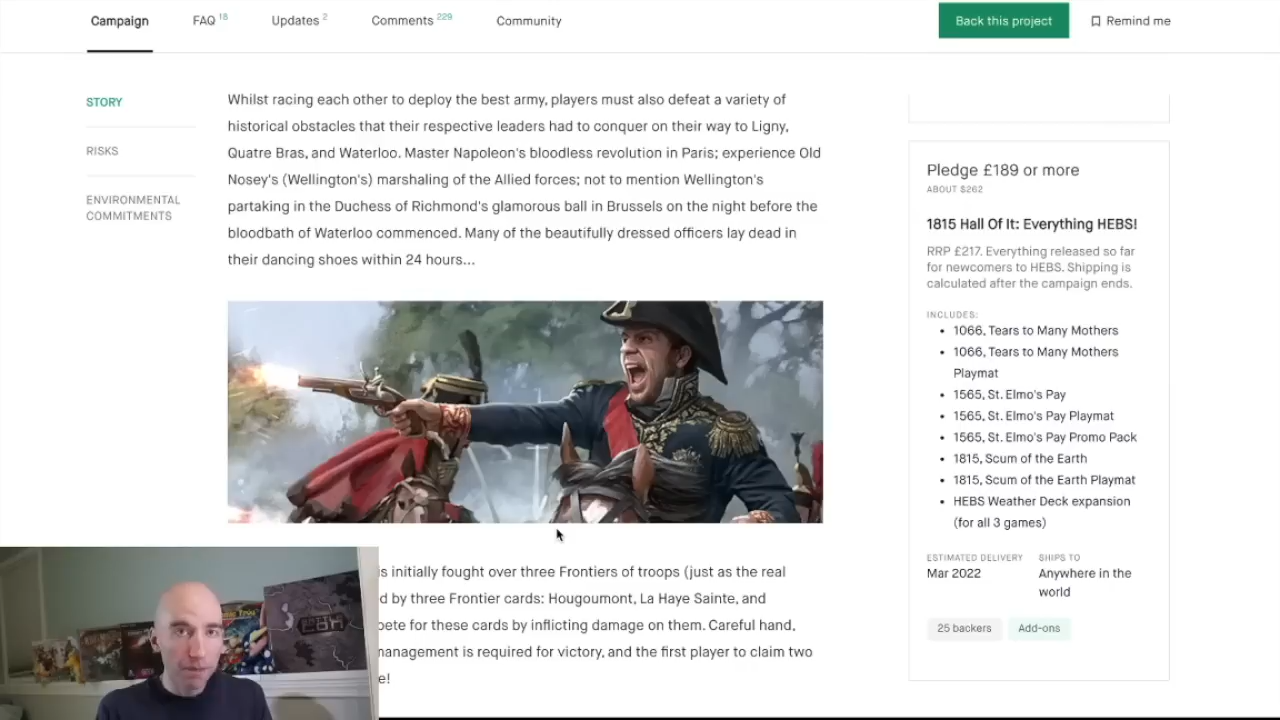 Campaign
FAQ 18
Updates 2
Comments 229
Community
Back this project
Remind me
STORY
RISKS
ENVIRONMENTAL
COMMITMENTS
Whilst racing each other to deploy the best army, players must also defeat a variety of
historical obstacles that their respective leaders had to conquer on their way to Ligny,
Quatre Bras, and Waterloo. Master Napoleon's bloodless revolution in Paris; experience Old
Nosey's (Wellington's) marshaling of the Allied forces; not to mention Wellington's
partaking in the Duchess of Richmond's glamorous ball in Brussels on the night before the
bloodbath of Waterloo commenced. Many of the beautifully dressed officers lay dead in
their dancing shoes within 24 hours...
is initially fought over three Frontiers of troops (just as the real
d by three Frontier cards: Hougoumont, La Haye Sainte, and
pete for these cards by inflicting damage on them. Careful hand,
management is required for victory, and the first player to claim two
e!
Pledge £189 or more
ABOUT $262
1815 Hall Of It: Everything HEBS!
RRP £217. Everything released so far
for newcomers to HEBS. Shipping is
calculated after the campaign ends.
INCLUDES:
• 1066, Tears to Many Mothers
• 1066, Tears to Many Mothers
Playmat
• 1565, St. Elmo's Pay
• 1565, St. Elmo's Pay Playmat
• 1565, St. Elmo's Pay Promo Pack
• 1815, Scum of the Earth
• 1815, Scum of the Earth Playmat
• HEBS Weather Deck expansion
(for all 3 games)
ESTIMATED DELIVERY
Mar 2022
SHIPS TO
Anywhere in the
world
25 backers
Add-ons